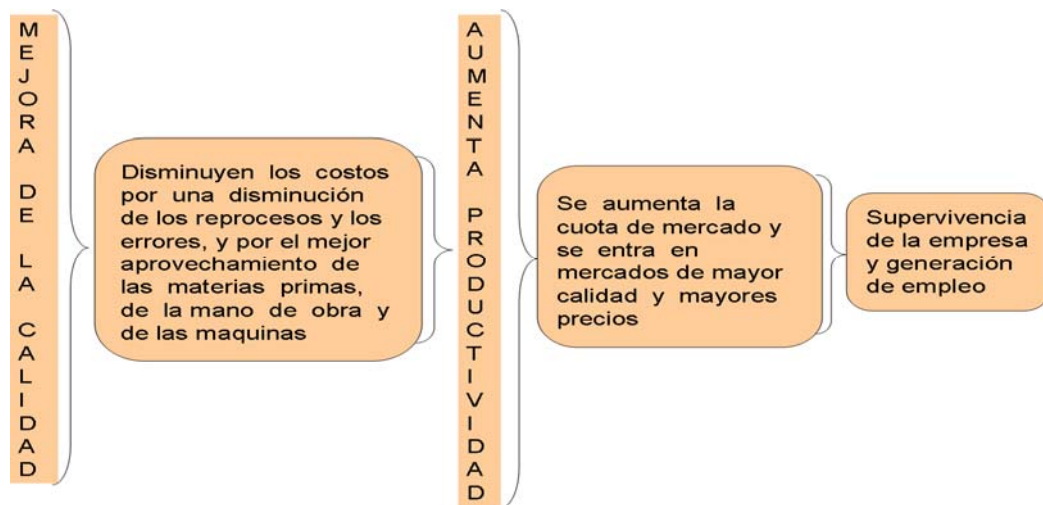 MEJORA DE LA CALIDAD
Disminuyen los costos
por una disminución
de los reprocesos y los
errores, y por el mejor
aprovechamiento de
las materias primas,
de la mano de obra y
de las maquinas
AUMENTA PRODUCTIVIDAD
Se aumenta la
cuota de mercado y
se entra en
mercados de mayor
calidad y mayores
precios
Supervivencia
de la empresa
y generación
de empleo